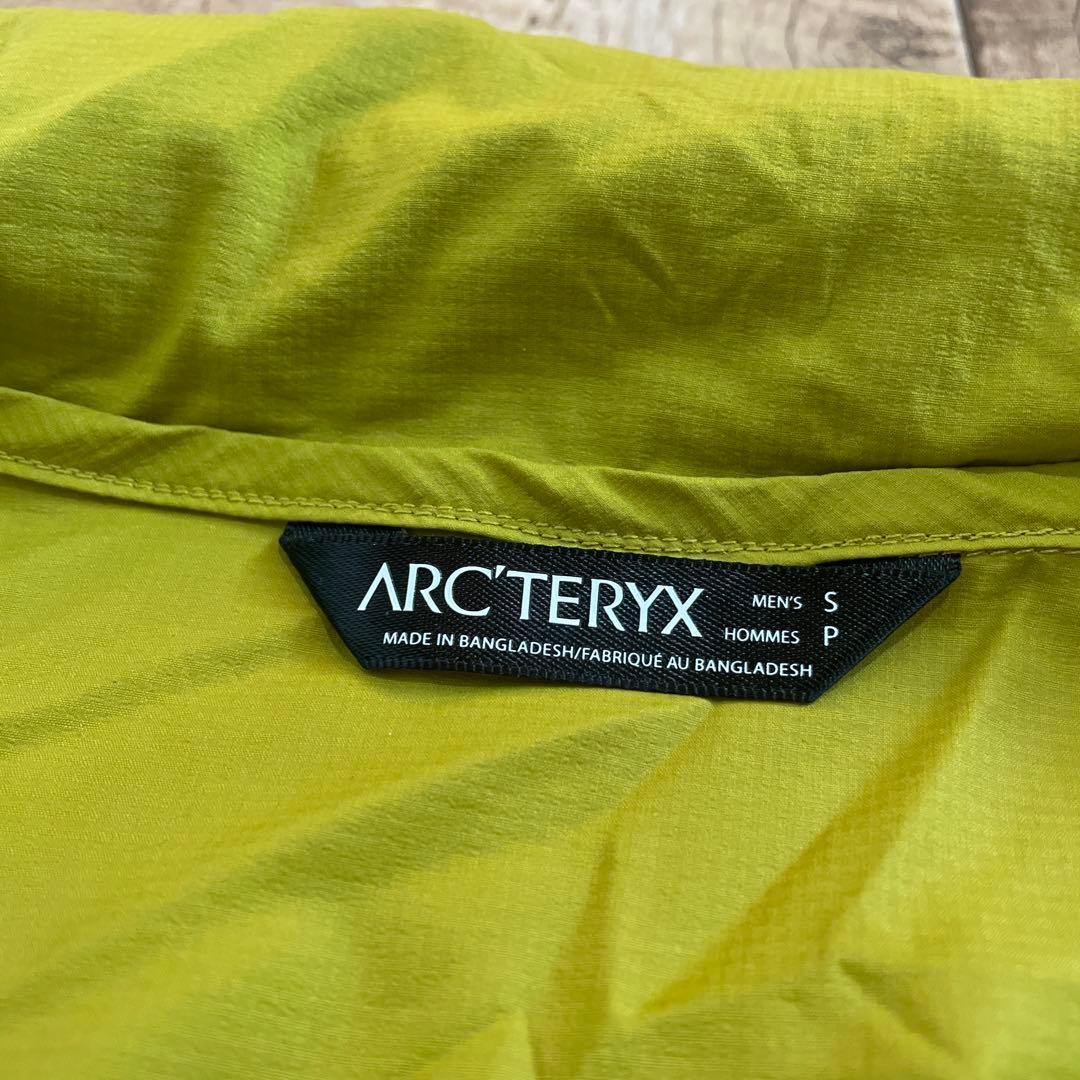 ARC'TERYX MEN'S S
HOMMES P
MADE IN BANGLADESH/FABRIQUÉ AU BANGLADESH